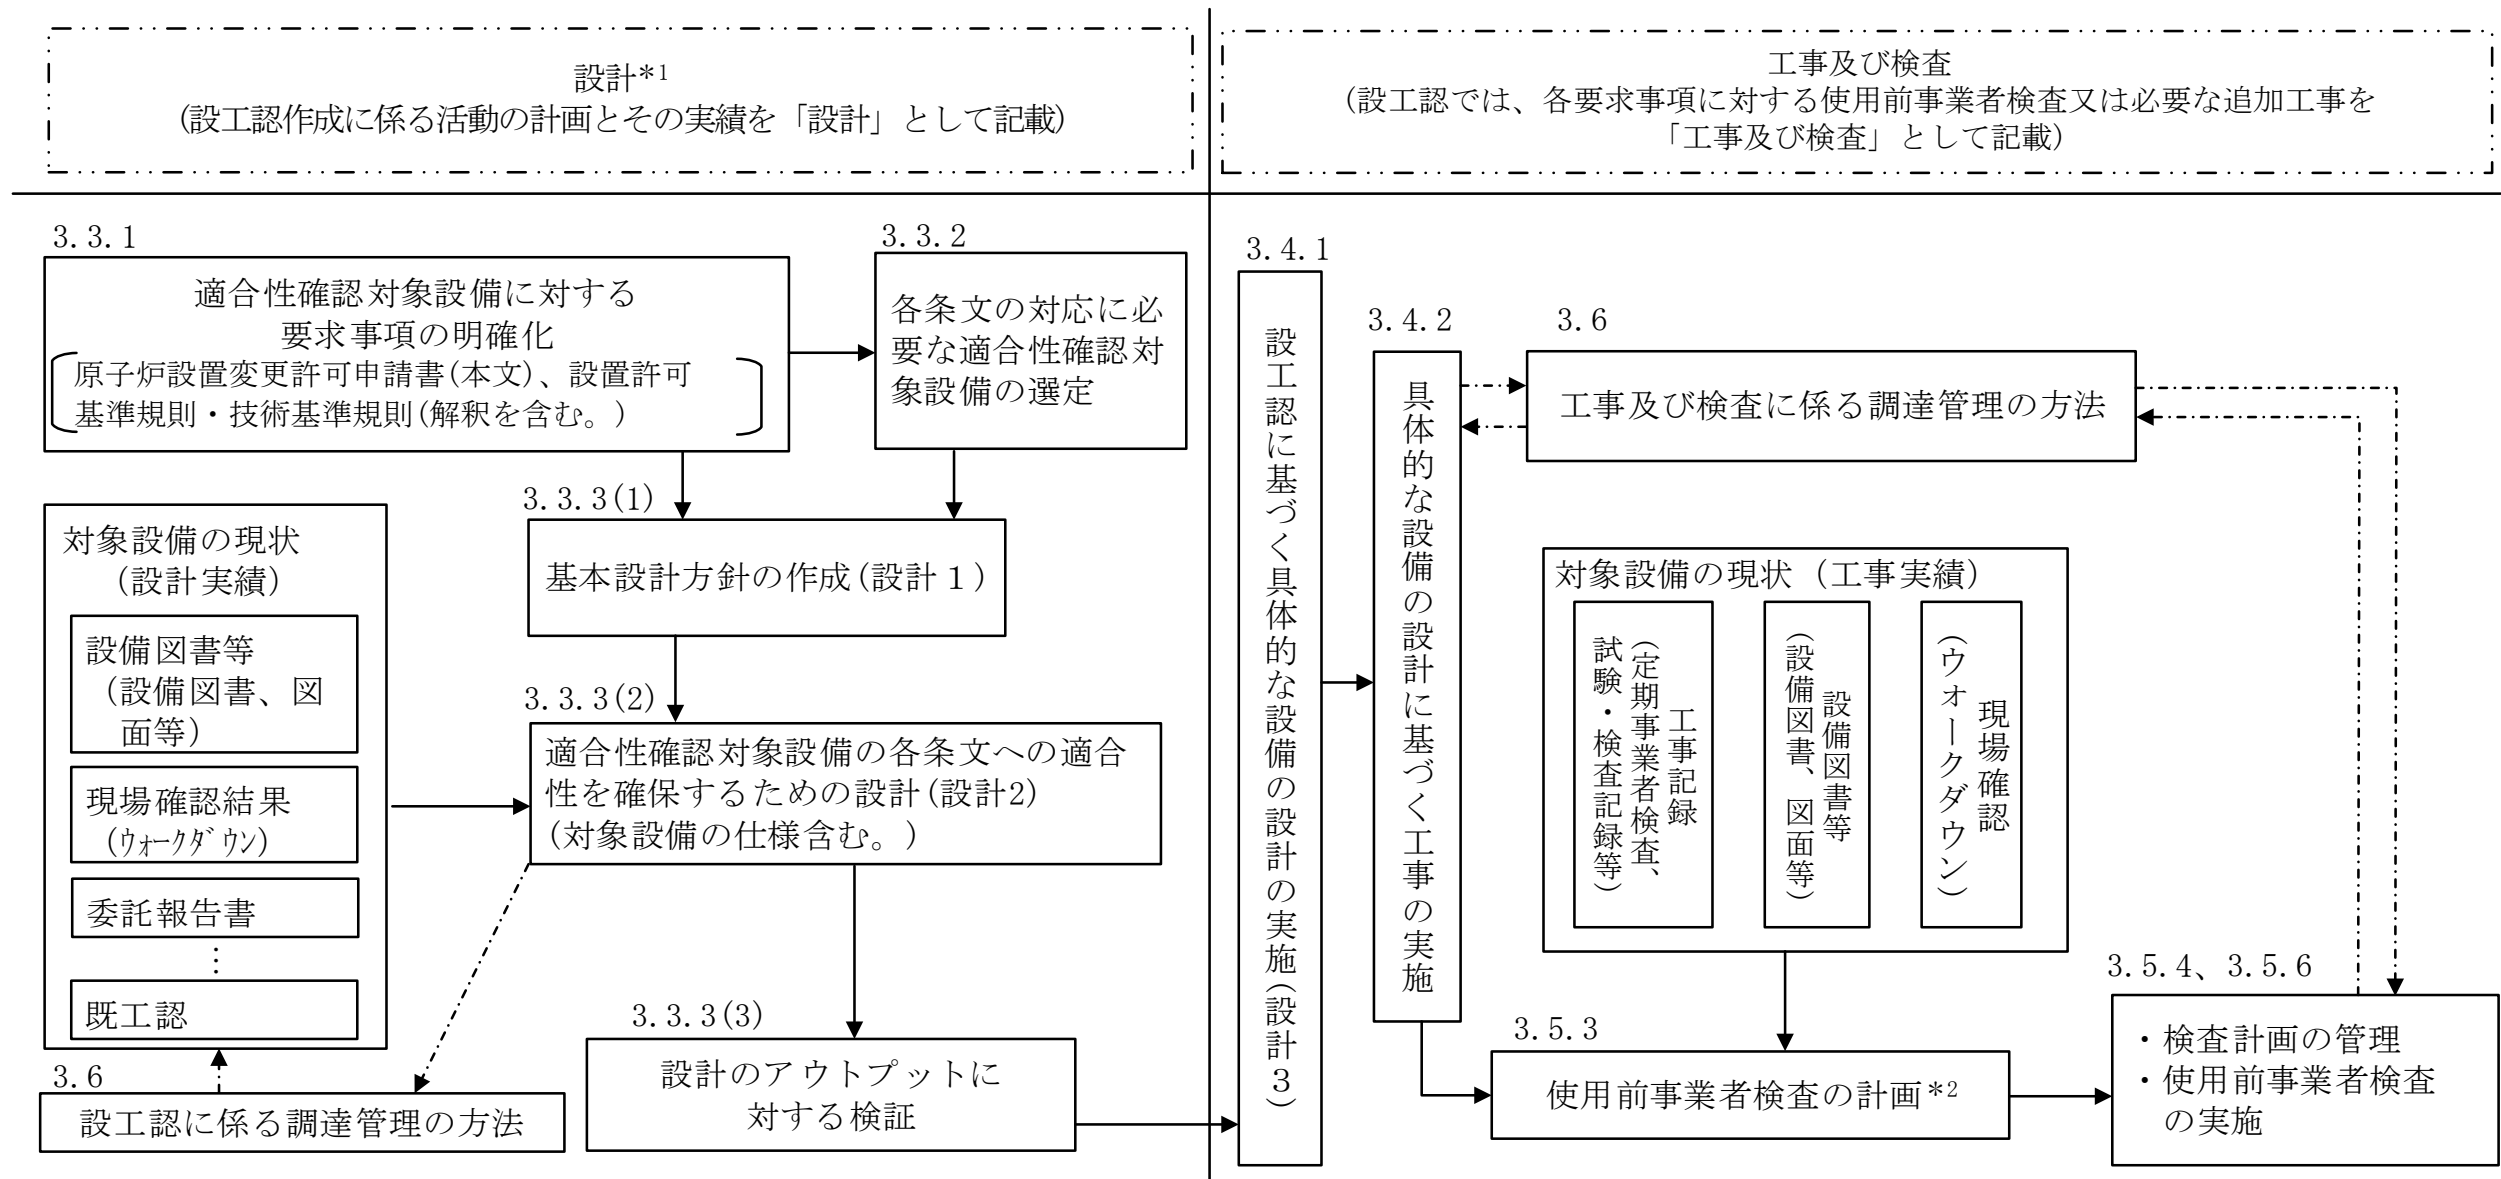 設計*1
(設工認作成に係る活動の計画とその実績を「設計」として記載)
工事及び検査
(設工認では、各要求事項に対する使用前事業者検査又は必要な追加工事を
「工事及び検査」として記載)
3.3.1
適合性確認対象設備に対する
要求事項の明確化
原子炉設置変更許可申請書(本文)、設置許可
基準規則・技術基準規則(解釈を含む。)
3.3.2
各条文の対応に必
要な適合性確認対
象設備の選定
3.3.3(1)
基本設計方針の作成(設計１)
対象設備の現状
(設計実績)
設備図書等
(設備図書、図
面等)
現場確認結果
(ウォークダウン)
委託報告書
⋮
既工認
3.3.3(2)
適合性確認対象設備の各条文への適合
性を確保するための設計(設計2)
(対象設備の仕様含む。)
3.3.3(3)
設計のアウトプットに
対する検証
3.6
設工認に係る調達管理の方法
3.4.1
設工認に基づく具体的な設備の設計の実施(設計３)
3.4.2
具体的な設備の設計に基づく工事の実施
3.6
工事及び検査に係る調達管理の方法
対象設備の現状 (工事実績)
工事記録
(定期事業者検査、
試験・検査記録等)
設備図書等
(設備図書、図面等)
現場確認
(ウオークダウン)
3.5.3
使用前事業者検査の計画*2
3.5.4、3.5.6
・検査計画の管理
・使用前事業者検査
の実施